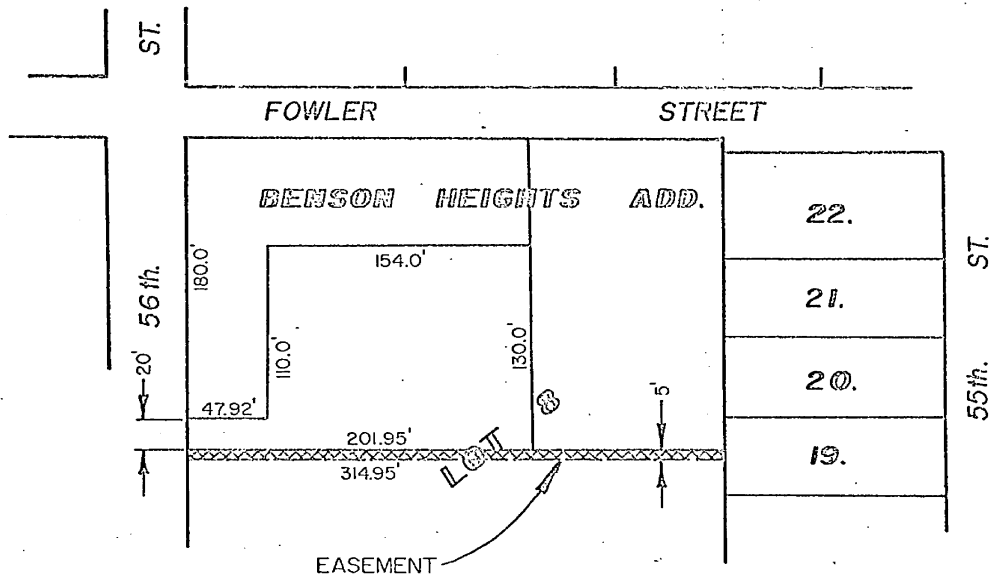 ST.
FOWLER STREET
BENSON HEIGHTS ADD.
22.
ST.
180.0'
154.0'
56th.
21.
110.0'
130.0'
20'
20.
5'
55th.
47.92'
LOT 8
201.95'
19.
314.95'
EASEMENT